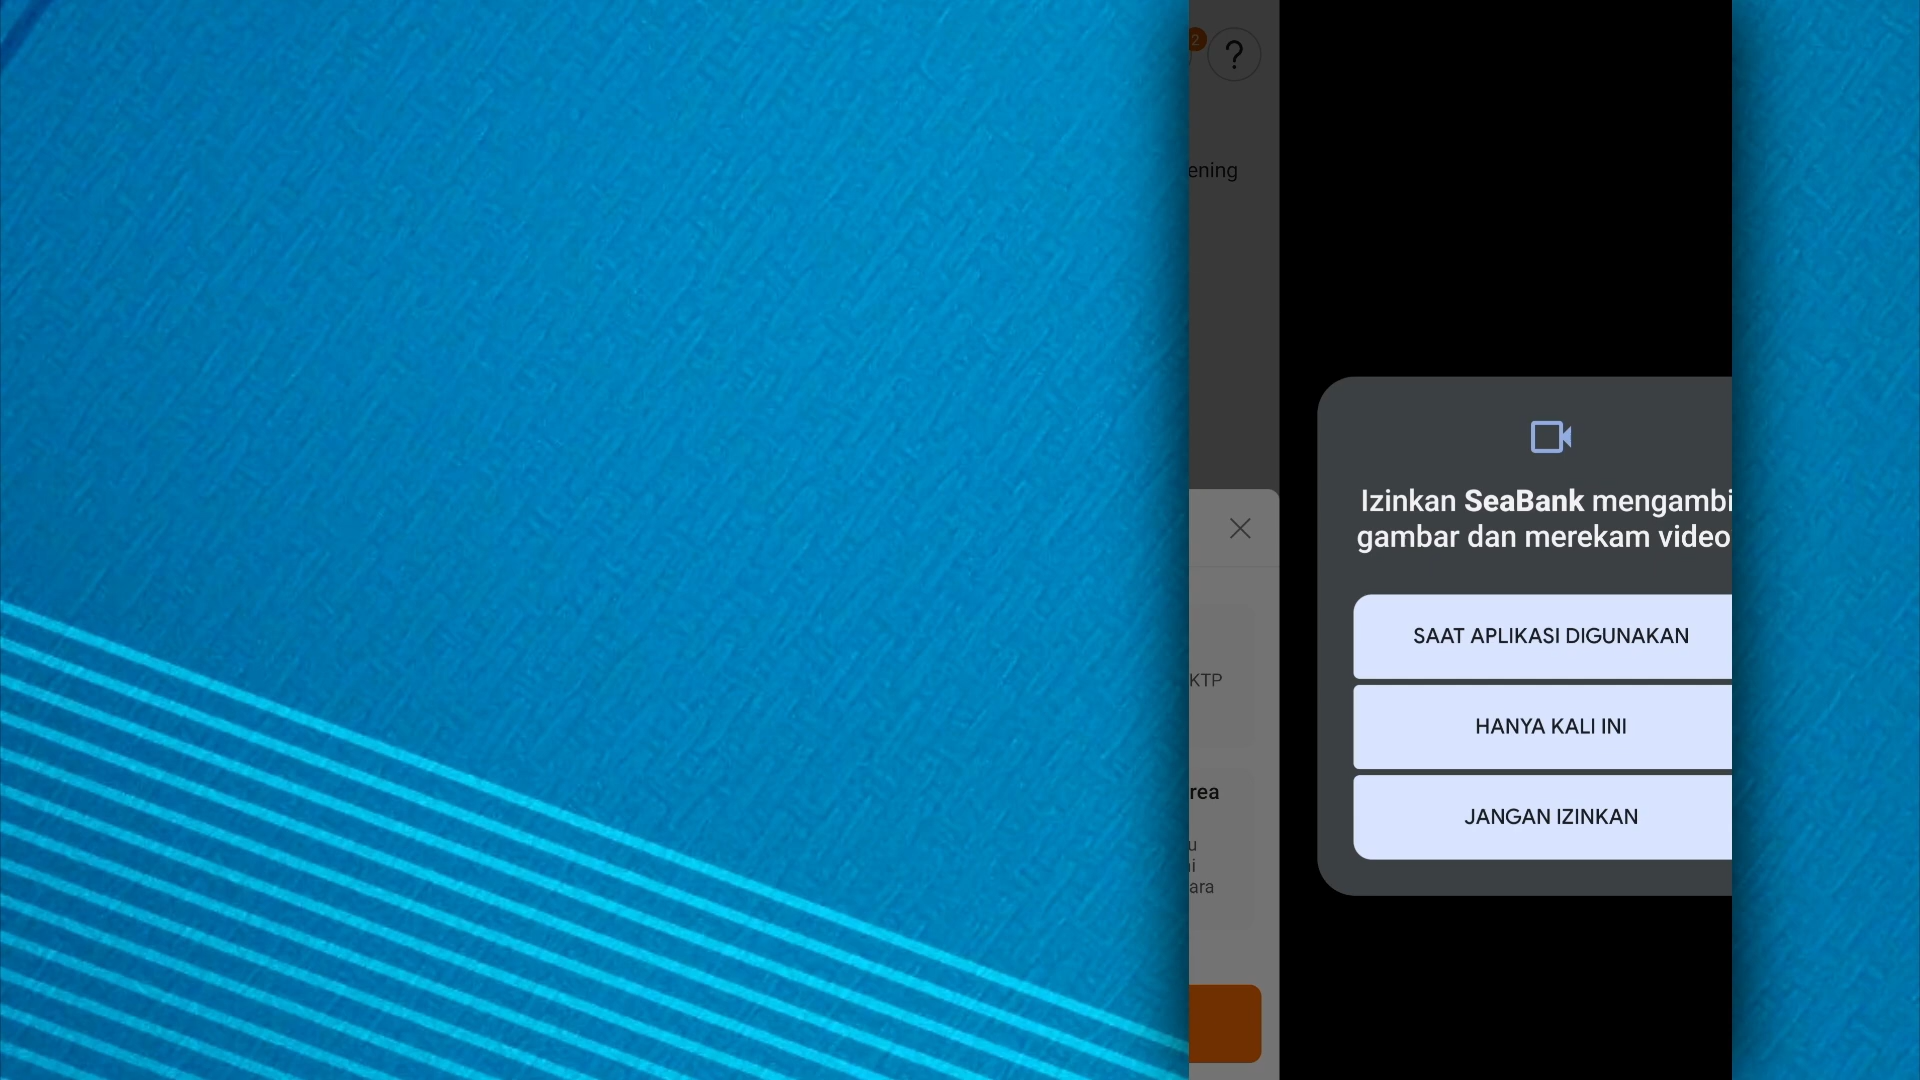 2
?
ening
KTP
rea
u
ara
Izinkan SeaBank mengambi
gambar dan merekam video
SAAT APLIKASI DIGUNAKAN
HANYA KALI INI
JANGAN IZINKAN